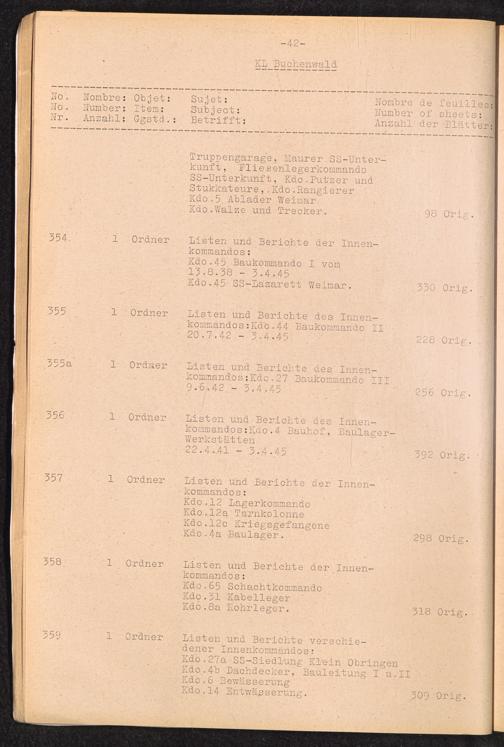 -42-
KL Buchenwald
No. Nombre: Objet: Sujet: Nombre de feuilles:
No. Number: Item: Subject: Number of sheets:
Nr. Anzahl: Ggstd.: Betrifft: Anzahl der Blätter:
Truppengarage, Maurer SS-Unter-
kunft, Fliesenlegerkommando
SS-Unterkunft, Kdo.Putzer und
Stukkateure,.Kdo.Rangierer
Kdo.5 Ablader Weimar
Kdo.Walze und Trecker. 98 Orig.
354 1 Ordner Listen und Berichte der Innen-
kommandos:
Kdo.45 Baukommando I vom
13.8.38 - 3.4.45
Kdo.45 SS-Lazarett Weimar. 330 Orig.
355 1 Ordner Listen und Berichte des Innen-
kommandos:Kdo.44 Baukommando II
20.7.42 - 3.4.45 228 Orig.
355a 1 Ordner Listen und Berichte des Innen-
kommandos:Kdo.27 Baukommando III
9.6.42 - 3.4.45 256 Orig.
356 1 Ordner Listen und Berichte des Innen-
kommandos:Kdo.4 Bauhof, Baulager-
Werkstätten
22.4.41 - 3.4.45 392 Orig.
357 1 Ordner Listen und Berichte der Innen-
kommandos:
Kdo.12 Lagerkommando
Kdo.12a Tarnkolonne
Kdo.12c Kriegsgefangene
Kdo.4a Baulager. 298 Orig.
358 1 Ordner Listen und Berichte der Innen-
kommandos:
Kdo.65 Schachtkommando
Kdo.31 Kabelleger
Kdo.8a Rohrleger. 318 Orig.
359 1 Ordner Listen und Berichte verschie-
dener Innenkommandos:
Kdo.27a SS-Siedlung Klein Obringen
Kdo.4b Dachdecker, Bauleitung I u.II
Kdo.6 Bewässerung
Kdo.14 Entwässerung. 309 Orig.